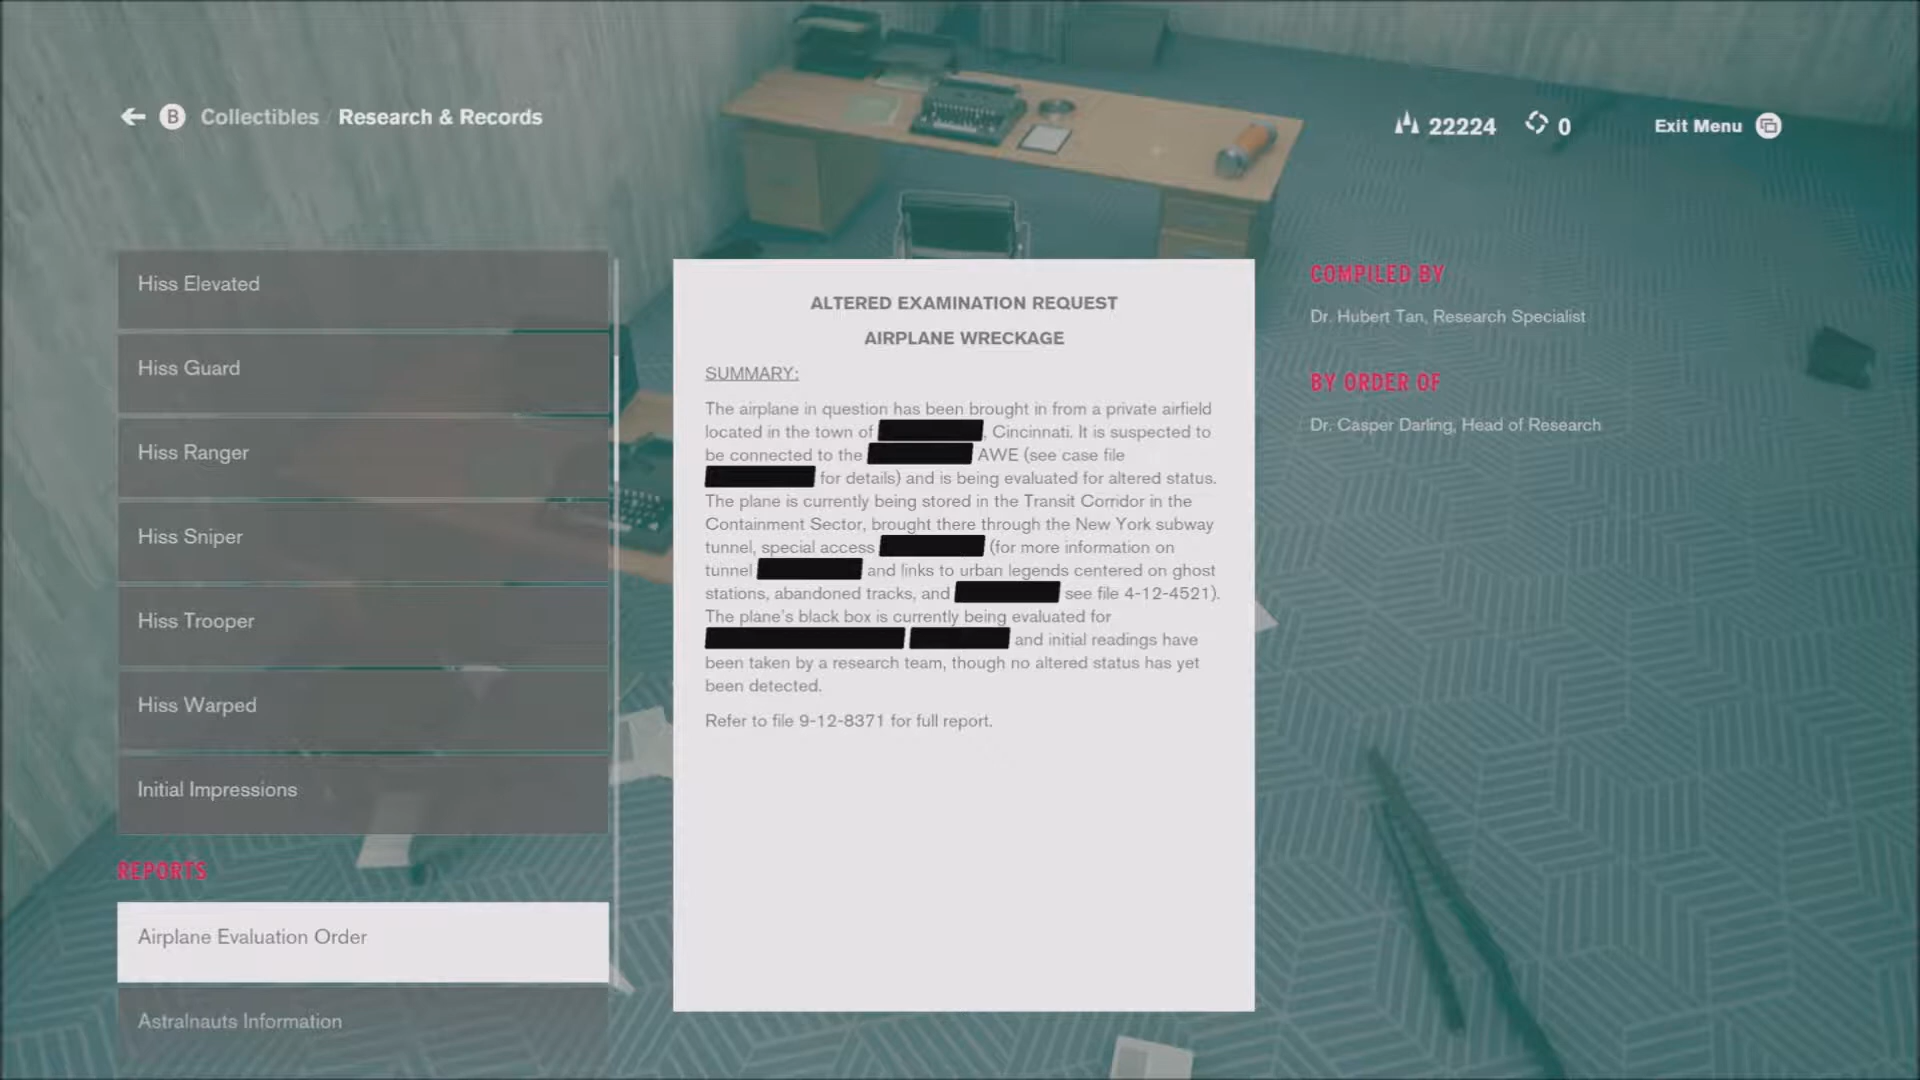 B Collectibles / Research & Records
22224 0 Exit Menu
Hiss Elevated
Hiss Guard
Hiss Ranger
Hiss Sniper
Hiss Trooper
Hiss Warped
Initial Impressions
REPORTS
Airplane Evaluation Order
Astralnauts Information
ALTERED EXAMINATION REQUEST
AIRPLANE WRECKAGE
SUMMARY:
The airplane in question has been brought in from a private airfield
located in the town of , Cincinnati. It is suspected to
be connected to the AWE (see case file
for details) and is being evaluated for altered status.
The plane is currently being stored in the Transit Corridor in the
Containment Sector, brought there through the New York subway
tunnel, special access (for more information on
tunnel and links to urban legends centered on ghost
stations, abandoned tracks, and see file 4-12-4521).
The plane's black box is currently being evaluated for
and initial readings have
been taken by a research team, though no altered status has yet
been detected.
Refer to file 9-12-8371 for full report.
COMPILED BY
Dr. Hubert Tan, Research Specialist
BY ORDER OF
Dr. Casper Darling, Head of Research